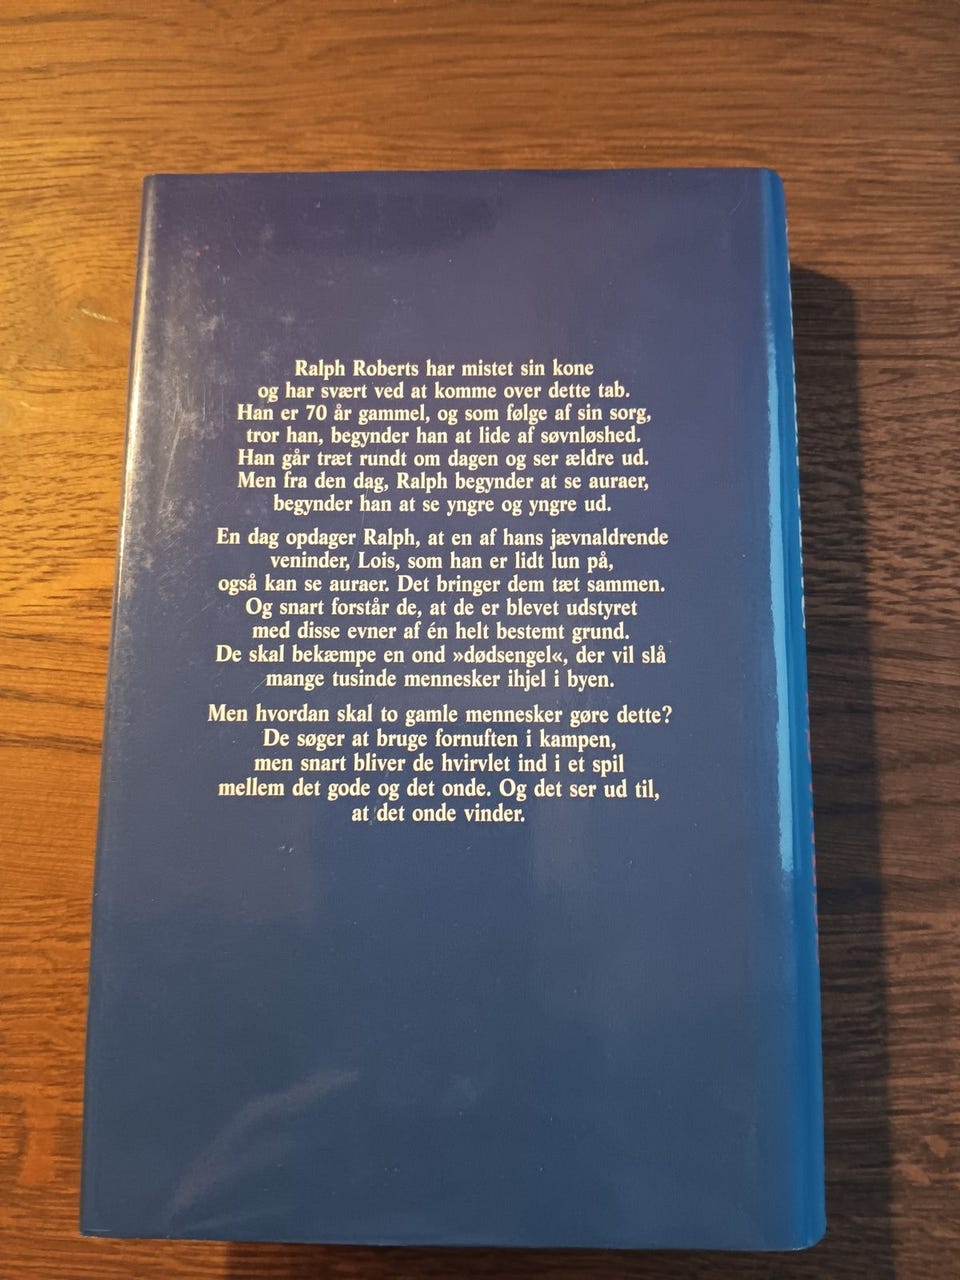 Ralph Roberts har mistet sin kone
og har svært ved at komme over dette tab.
Han er 70 år gammel, og som følge af sin sorg,
tror han, begynder han at lide af søvnløshed.
Han går træt rundt om dagen og ser ældre ud.
Men fra den dag, Ralph begynder at se auraer,
begynder han at se yngre og yngre ud.
En dag opdager Ralph, at en af hans jævnaldrende
veninder, Lois, som han er lidt lun på,
også kan se auraer. Det bringer dem tæt sammen.
Og snart forstår de, at de er blevet udstyret
med disse evner af én helt bestemt grund.
De skal bekæmpe en ond »dødsengel«, der vil slå
mange tusinde mennesker ihjel i byen.
Men hvordan skal to gamle mennesker gøre dette?
De søger at bruge fornuften i kampen,
men snart bliver de hvirvlet ind i et spil
mellem det gode og det onde. Og det ser ud til,
at det onde vinder.